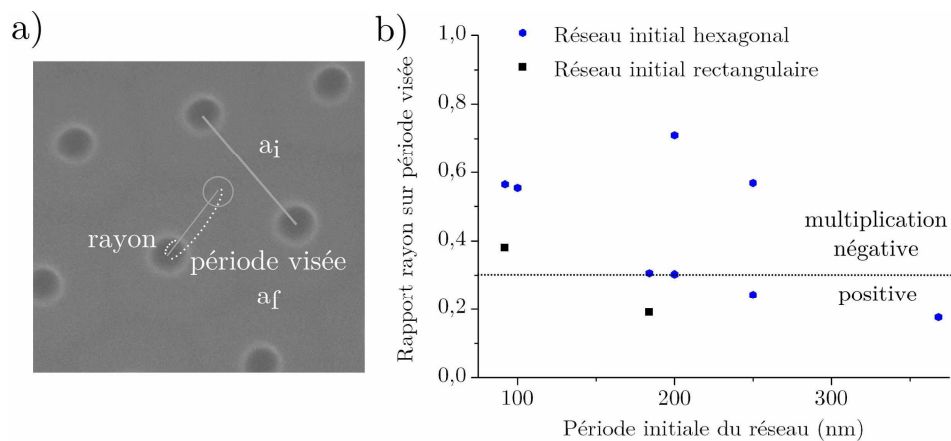 a)
a_i
rayon
période visée
a_f
b)
Rapport rayon sur période visée
1,0
0,8
0,6
0,4
0,2
0,0
Réseau initial hexagonal
Réseau initial rectangulaire
multiplication
négative
positive
100
200
300
Période initiale du réseau (nm)